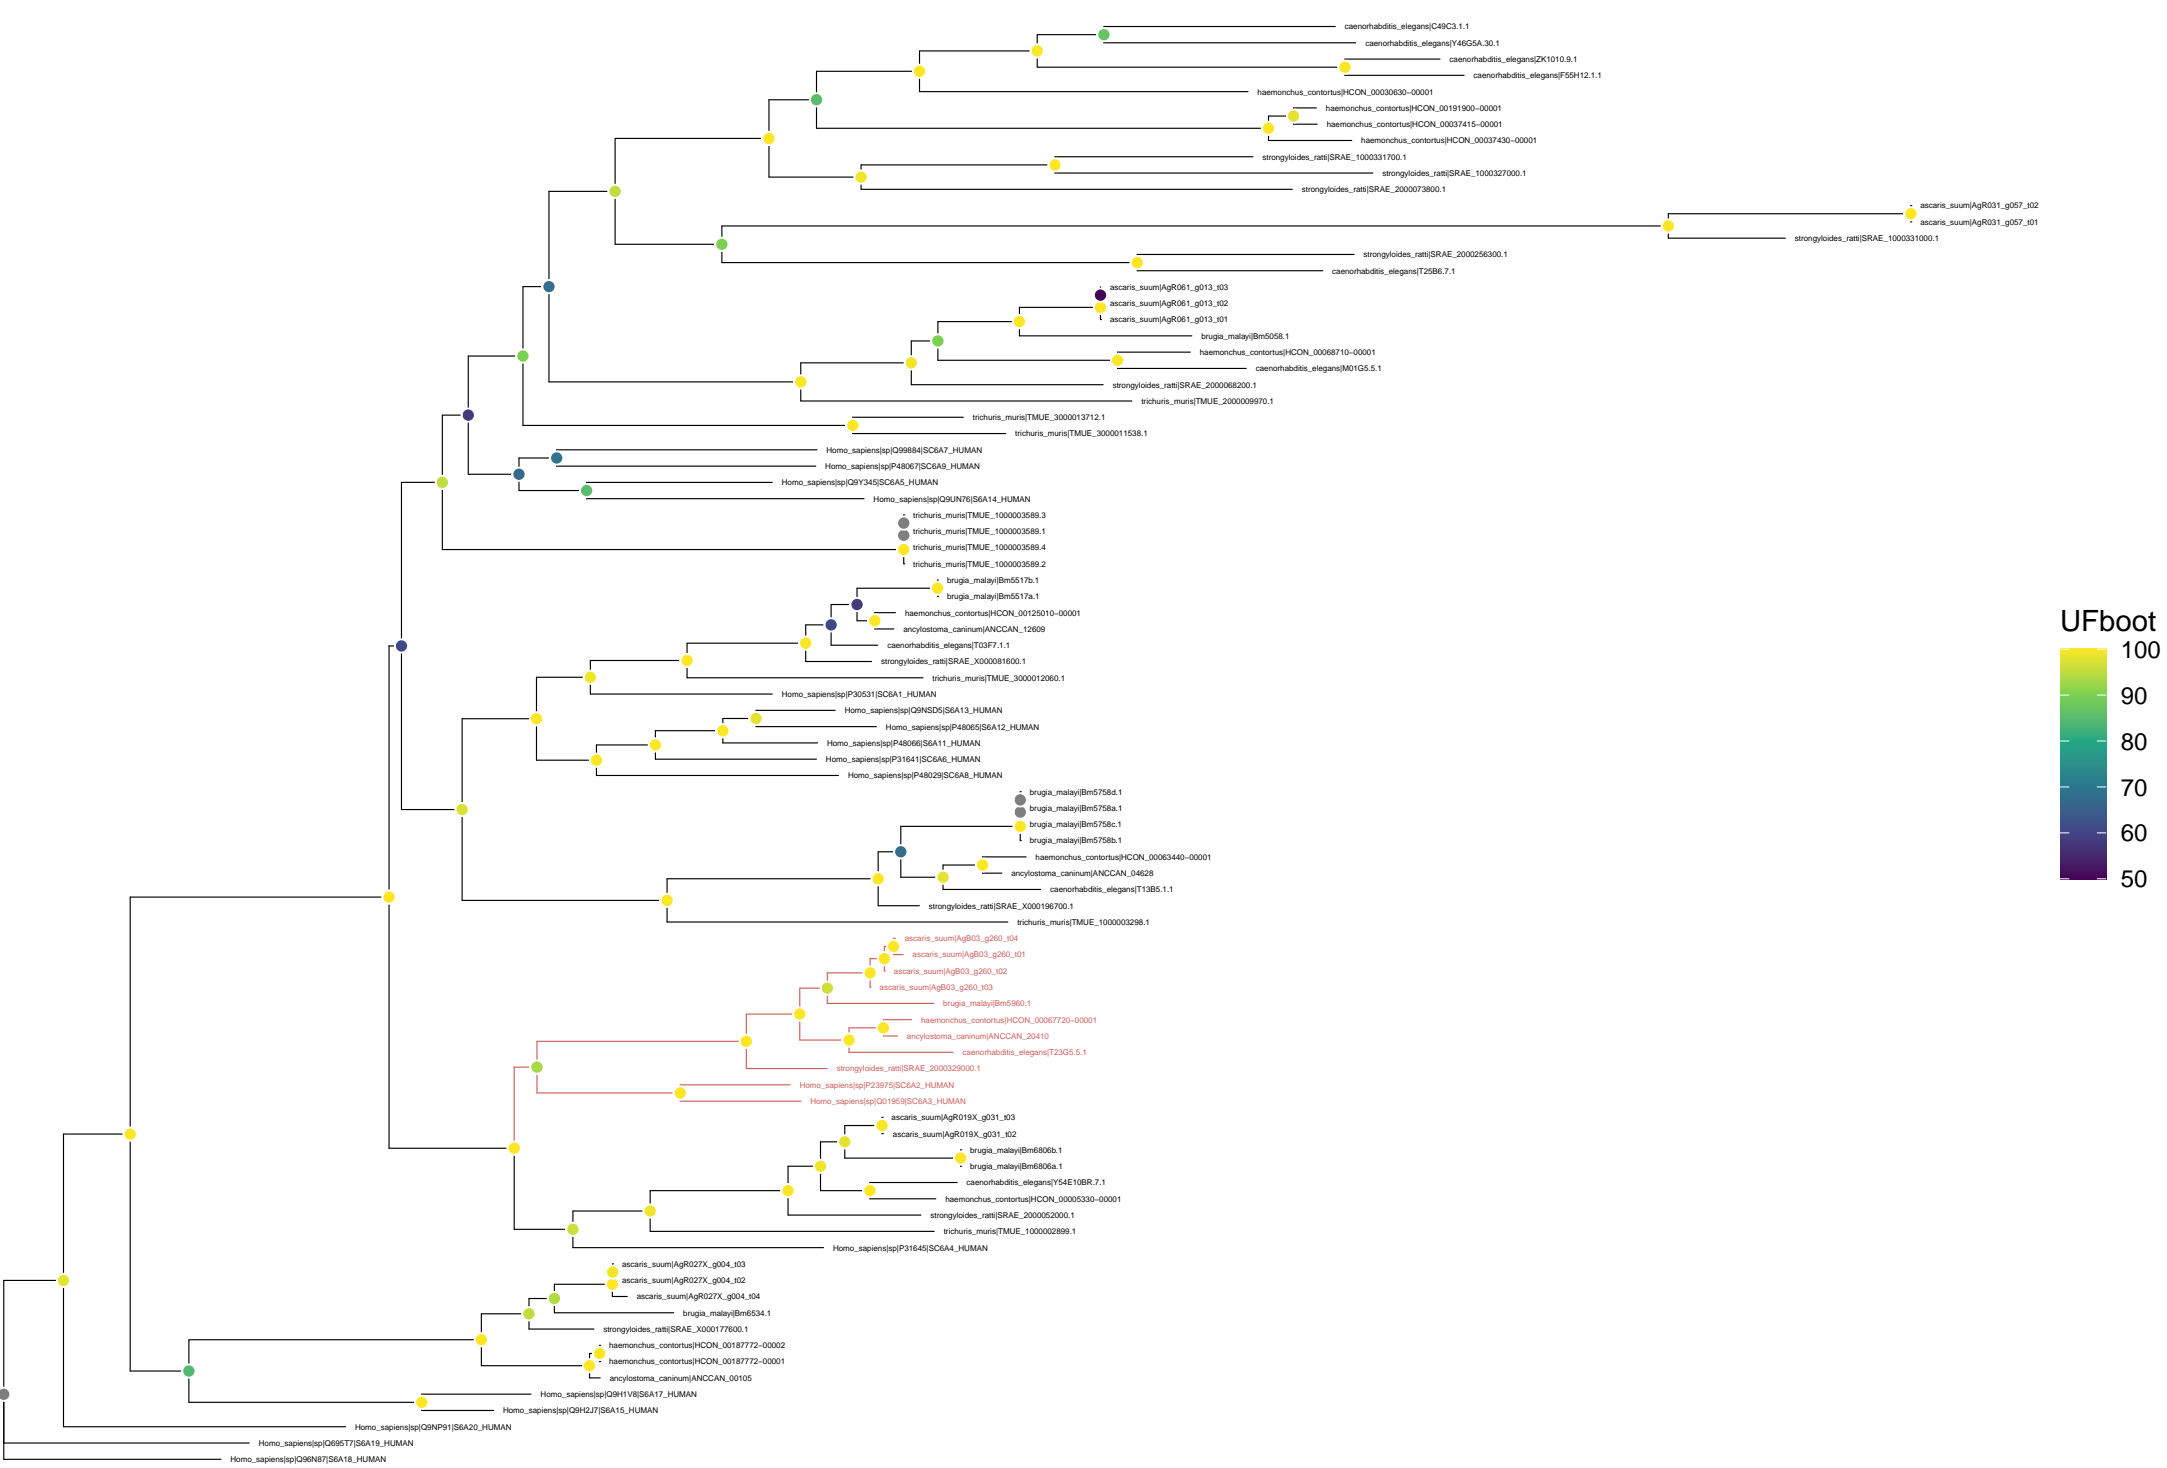 caenorhabditis_elegans|C49C3.1.1
caenorhabditis_elegans|Y46G5A.30.1
caenorhabditis_elegans|ZK1010.9.1
caenorhabditis_elegans|F55H12.1.1
haemonchus_contortus|HCON_00030630-00001
haemonchus_contortus|HCON_00191900-00001
haemonchus_contortus|HCON_00037415-00001
haemonchus_contortus|HCON_00037430-00001
strongyloides_ratti|SRAE_1000331700.1
strongyloides_ratti|SRAE_1000327000.1
strongyloides_ratti|SRAE_2000073800.1
ascaris_suum|AgR031_g057_t02
ascaris_suum|AgR031_g057_t01
strongyloides_ratti|SRAE_1000331000.1
strongyloides_ratti|SRAE_2000256300.1
caenorhabditis_elegans|T25B6.7.1
ascaris_suum|AgR061_g013_t03
ascaris_suum|AgR061_g013_t02
ascaris_suum|AgR061_g013_t01
brugia_malayi|Bm5058.1
haemonchus_contortus|HCON_00068710-00001
caenorhabditis_elegans|M01G5.5.1
strongyloides_ratti|SRAE_2000068200.1
trichuris_muris|TMUE_2000009970.1
trichuris_muris|TMUE_3000013712.1
trichuris_muris|TMUE_3000011538.1
Homo_sapiens|sp|Q99884|SC6A7_HUMAN
Homo_sapiens|sp|P48067|SC6A9_HUMAN
Homo_sapiens|sp|Q9Y345|SC6A5_HUMAN
Homo_sapiens|sp|Q9UN76|S6A14_HUMAN
trichuris_muris|TMUE_1000003589.3
trichuris_muris|TMUE_1000003589.1
trichuris_muris|TMUE_1000003589.4
trichuris_muris|TMUE_1000003589.2
brugia_malayi|Bm5517b.1
brugia_malayi|Bm5517a.1
haemonchus_contortus|HCON_00125010-00001
ancylostoma_caninum|ANCCAN_12609
caenorhabditis_elegans|T03F7.1.1
strongyloides_ratti|SRAE_X000081600.1
trichuris_muris|TMUE_3000012060.1
Homo_sapiens|sp|P30531|SC6A1_HUMAN
Homo_sapiens|sp|Q9NSD5|S6A13_HUMAN
Homo_sapiens|sp|P48065|S6A12_HUMAN
Homo_sapiens|sp|P48066|S6A11_HUMAN
Homo_sapiens|sp|P31641|SC6A6_HUMAN
Homo_sapiens|sp|P48029|SC6A8_HUMAN
brugia_malayi|Bm5758d.1
brugia_malayi|Bm5758a.1
brugia_malayi|Bm5758c.1
brugia_malayi|Bm5758b.1
haemonchus_contortus|HCON_00063440-00001
ancylostoma_caninum|ANCCAN_04628
caenorhabditis_elegans|T13B5.1.1
strongyloides_ratti|SRAE_X000196700.1
trichuris_muris|TMUE_1000003298.1
ascaris_suum|AgB03_g260_t04
ascaris_suum|AgB03_g260_t01
ascaris_suum|AgB03_g260_t02
ascaris_suum|AgB03_g260_t03
brugia_malayi|Bm5960.1
haemonchus_contortus|HCON_00067720-00001
ancylostoma_caninum|ANCCAN_20410
caenorhabditis_elegans|T23G5.5.1
strongyloides_ratti|SRAE_2000329000.1
Homo_sapiens|sp|P23975|SC6A2_HUMAN
Homo_sapiens|sp|Q01959|SC6A3_HUMAN
ascaris_suum|AgR019X_g031_t03
ascaris_suum|AgR019X_g031_t02
brugia_malayi|Bm6806b.1
brugia_malayi|Bm6806a.1
caenorhabditis_elegans|Y54E10BR.7.1
haemonchus_contortus|HCON_00005330-00001
strongyloides_ratti|SRAE_2000052000.1
trichuris_muris|TMUE_1000002899.1
Homo_sapiens|sp|P31645|SC6A4_HUMAN
ascaris_suum|AgR027X_g004_t03
ascaris_suum|AgR027X_g004_t02
ascaris_suum|AgR027X_g004_t04
brugia_malayi|Bm6534.1
strongyloides_ratti|SRAE_X000177600.1
haemonchus_contortus|HCON_00187772-00002
haemonchus_contortus|HCON_00187772-00001
ancylostoma_caninum|ANCCAN_00105
Homo_sapiens|sp|Q9H1V8|S6A17_HUMAN
Homo_sapiens|sp|Q9H2J7|S6A15_HUMAN
Homo_sapiens|sp|Q9NP91|S6A20_HUMAN
Homo_sapiens|sp|Q695T7|S6A19_HUMAN
Homo_sapiens|sp|Q96N87|S6A18_HUMAN
UFboot
100
90
80
70
60
50